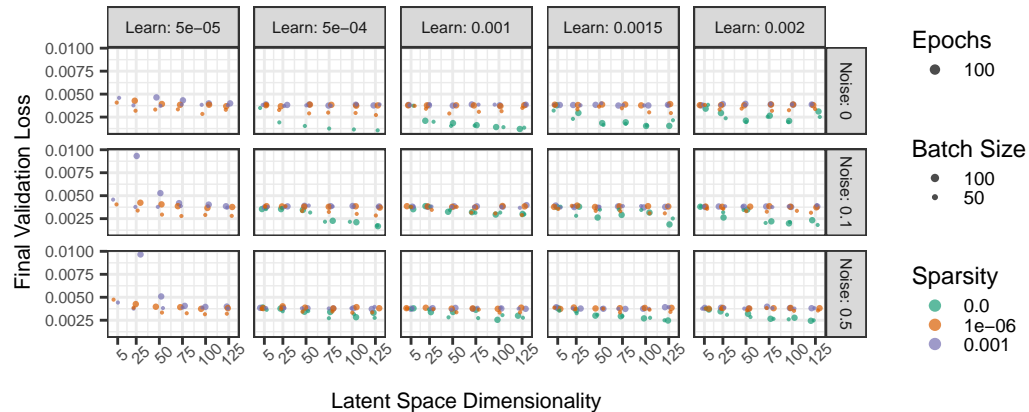 Learn: 5e−05 Learn: 5e−04 Learn: 0.001 Learn: 0.0015 Learn: 0.002
Final Validation Loss
0.0100
0.0075
0.0050
0.0025
Noise: 0
0.0100
0.0075
0.0050
0.0025
Noise: 0.1
0.0100
0.0075
0.0050
0.0025
Noise: 0.5
5 25 50 75 100 125 5 25 50 75 100 125 5 25 50 75 100 125 5 25 50 75 100 125 5 25 50 75 100 125
Latent Space Dimensionality
Epochs
100
Batch Size
100
50
Sparsity
0.0
1e−06
0.001